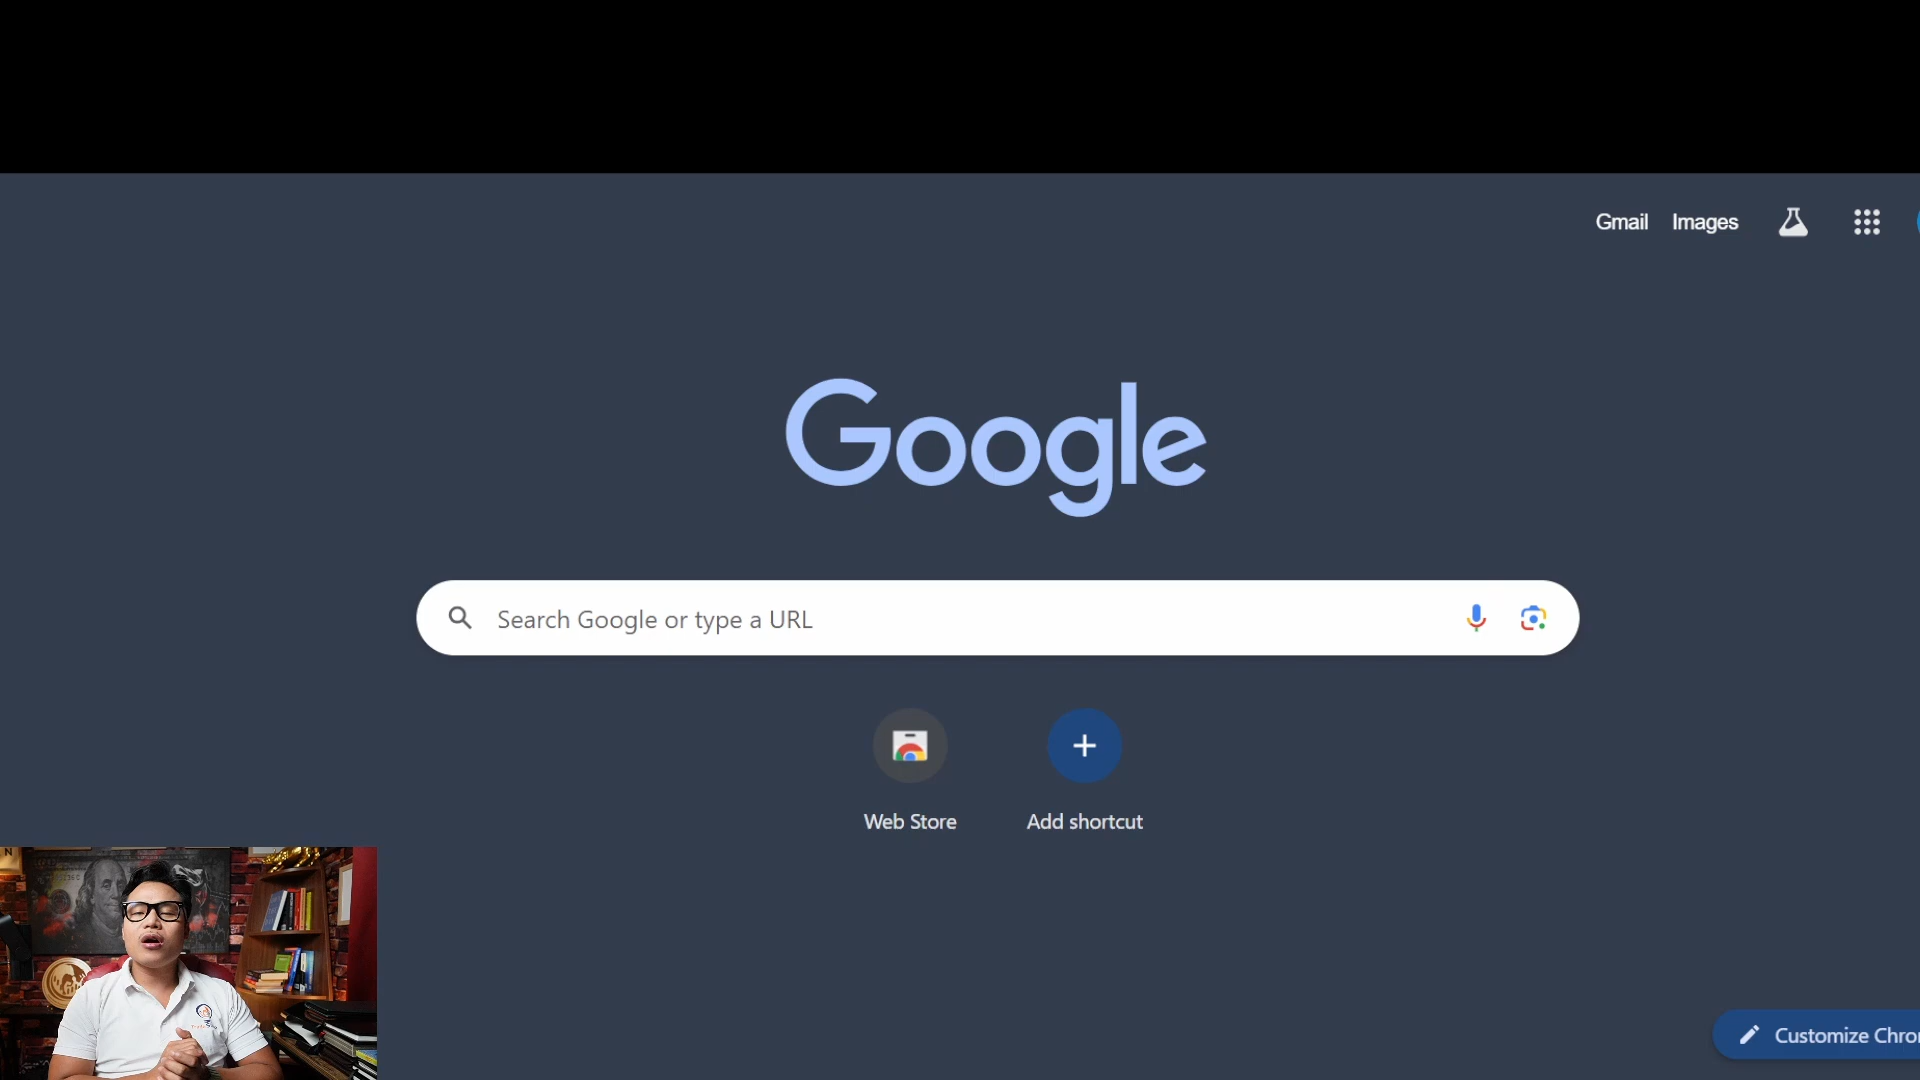 Gmail Images
Google
Search Google or type a URL
Web Store Add shortcut
N
Customize Chro